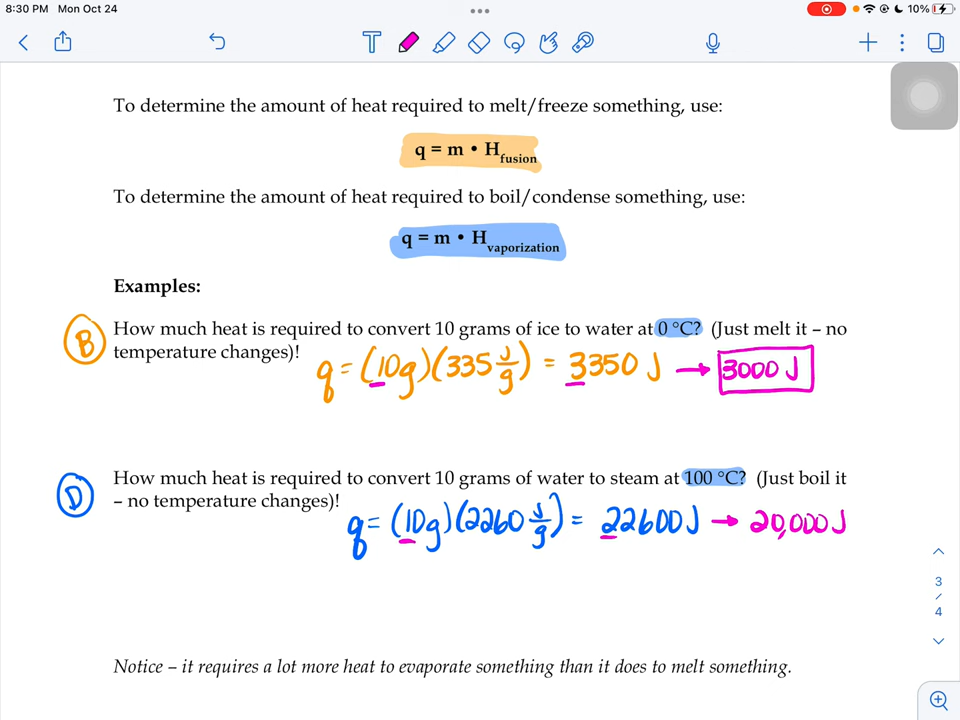 8:30 PM Mon Oct 24 10%
T
To determine the amount of heat required to melt/freeze something, use:
q = m • H fusion
To determine the amount of heat required to boil/condense something, use:
q = m • H vaporization
Examples:
B
How much heat is required to convert 10 grams of ice to water at 0 °C? (Just melt it – no
temperature changes)!
q = (10g)(335 J/g) = 3350 J → 3000 J
D
How much heat is required to convert 10 grams of water to steam at 100 °C? (Just boil it
– no temperature changes)!
q = (10g)(2260 J/g) = 22600J → 20,000 J
3
/
4
Notice – it requires a lot more heat to evaporate something than it does to melt something.